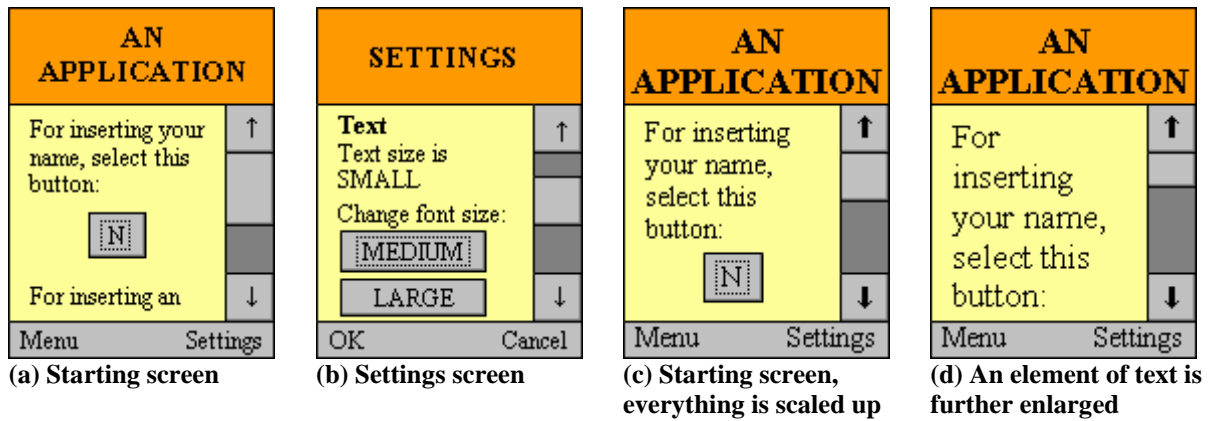 AN
APPLICATION
For inserting your
name, select this
button:
N
For inserting an
Menu Settings
(a) Starting screen
SETTINGS
Text
Text size is
SMALL
Change font size:
MEDIUM
LARGE
OK Cancel
(b) Settings screen
AN
APPLICATION
For inserting
your name,
select this
button:
N
Menu Settings
(c) Starting screen,
everything is scaled up
AN
APPLICATION
For
inserting
your name,
select this
button:
Menu Settings
(d) An element of text is
further enlarged